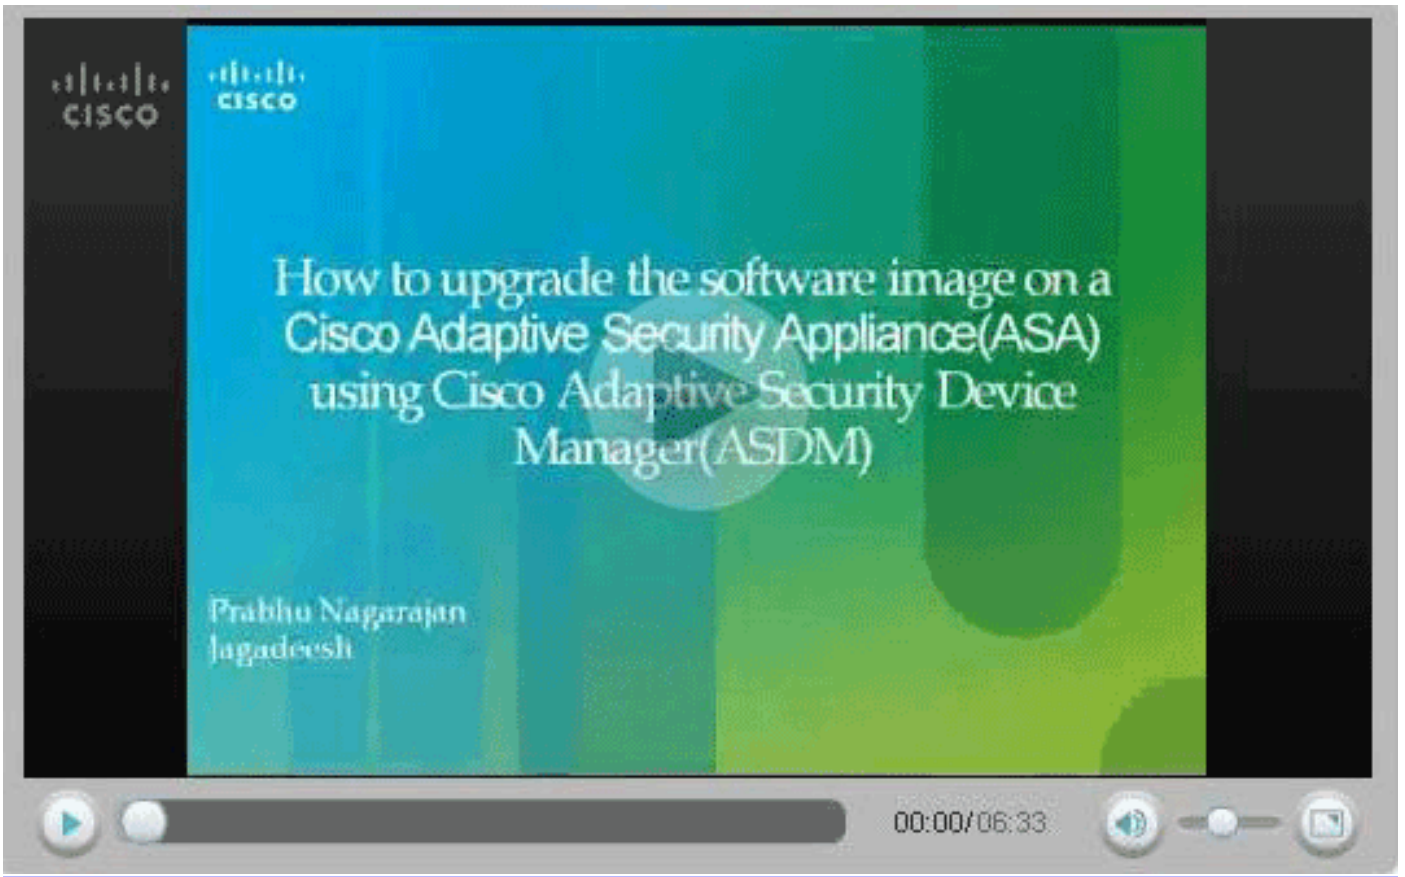 CISCO
CISCO
How to upgrade the software image on a
Cisco Adaptive Security Appliance(ASA)
using Cisco Adaptive Security Device
Manager(ASDM)
Prabhu Nagarajan
Jagadeesh
00:00/06:33